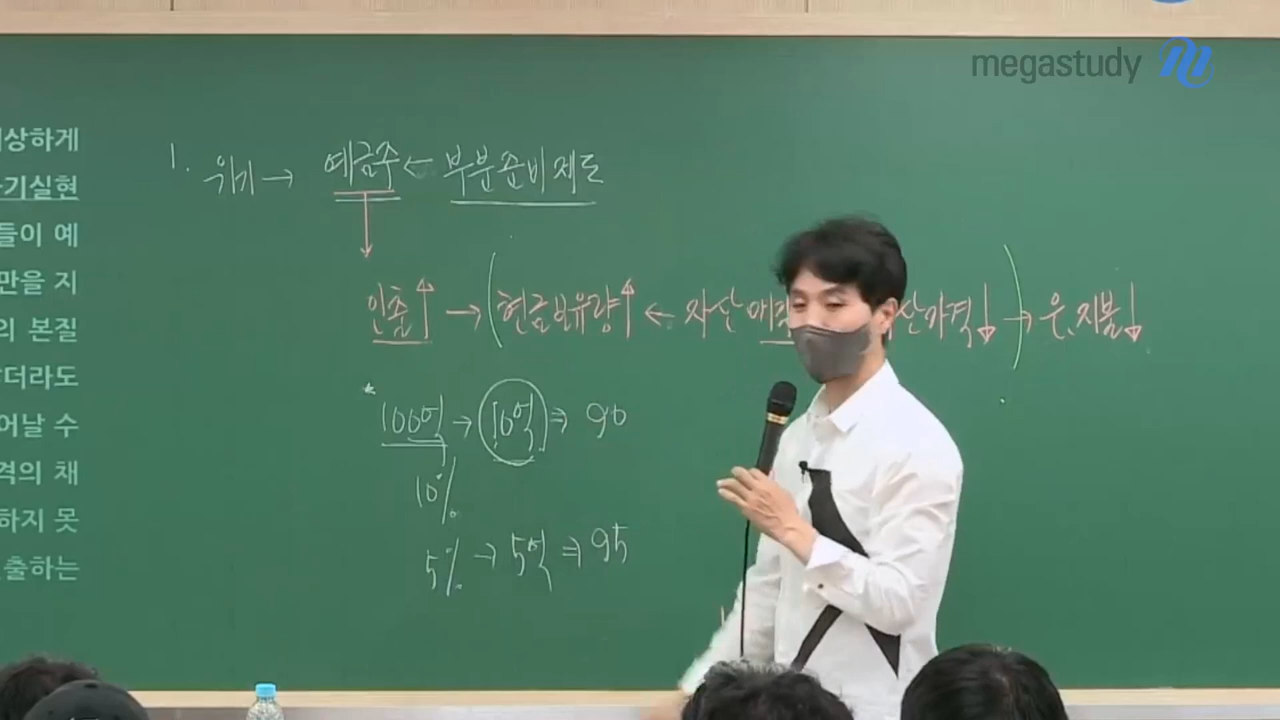 megastudy
상하게
기실현
들이 예
만을 지
의 본질
더라도
어날 수
격의 채
하지 못
출하는
1. 위기 → 예금주 ← 부분준비제도
인출↑ → (현금보유량↑ ← 자산 매각 산가격↓) → 은.지불↓
* 100억 → 10억 ⇒ 90
10%
5% → 5억 ⇒ 95